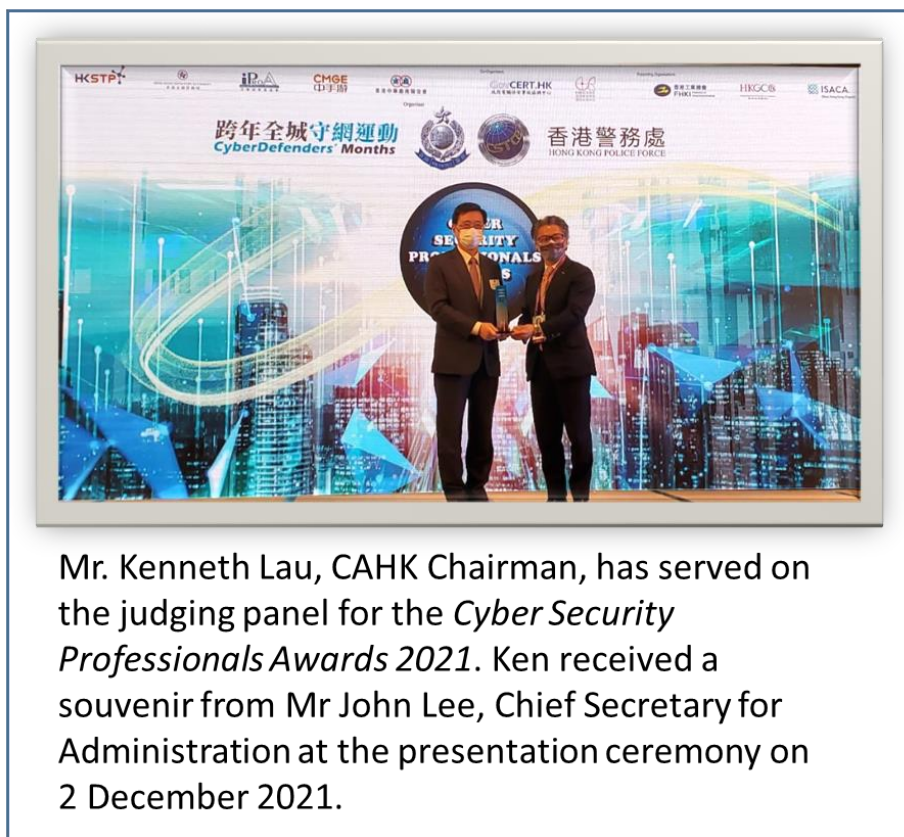 HKSTP
iProA
CMGE
中手游
GovCERT.HK
FHKI
HKGCC
ISACA
Organiser
跨年全城守網運動
CyberDefenders' Months
香港警務處
HONG KONG POLICE FORCE
SECURITY
Mr. Kenneth Lau, CAHK Chairman, has served on
the judging panel for the Cyber Security
Professionals Awards 2021. Ken received a
souvenir from Mr John Lee, Chief Secretary for
Administration at the presentation ceremony on
2 December 2021.